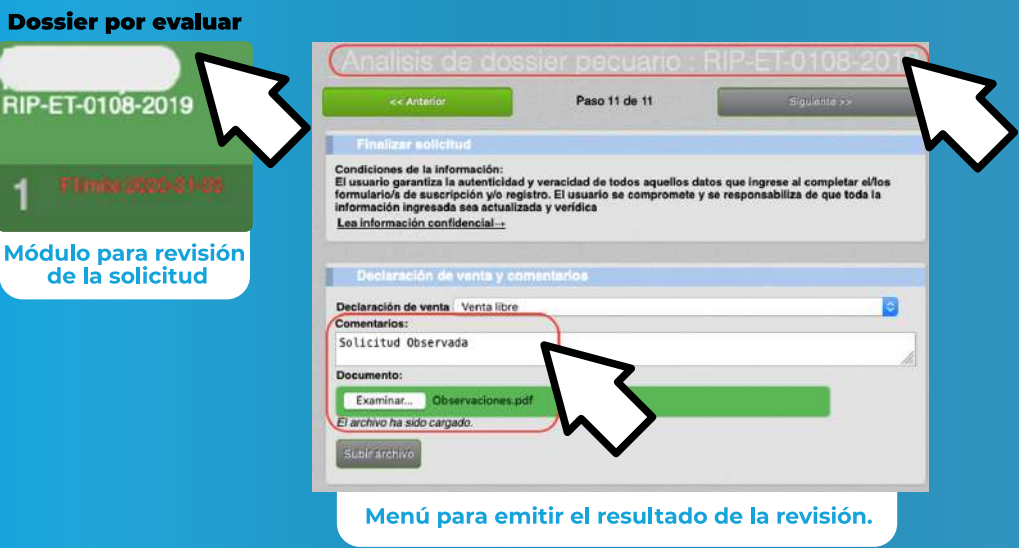 Dossier por evaluar
RIP-ET-0108-2019
1
Módulo para revisión
de la solicitud
Analisis de dossier pecuario : RIP-ET-0108-2019
<< Anterior
Paso 11 de 11
Siguiente >>
Finalizar solicitud
Condiciones de la información:
El usuario garantiza la autenticidad y veracidad de todos aquellos datos que ingrese al completar el/los
formulario/s de suscripción y/o registro. El usuario se compromete y se responsabiliza de que toda la
información ingresada sea actualizada y verídica
Lea información confidencial→
Declaración de venta y comentarios
Declaración de venta Venta libre
Comentarios:
Solicitud Observada
Documento:
Examinar... Observaciones.pdf
El archivo ha sido cargado.
Subir archivo
Menú para emitir el resultado de la revisión.